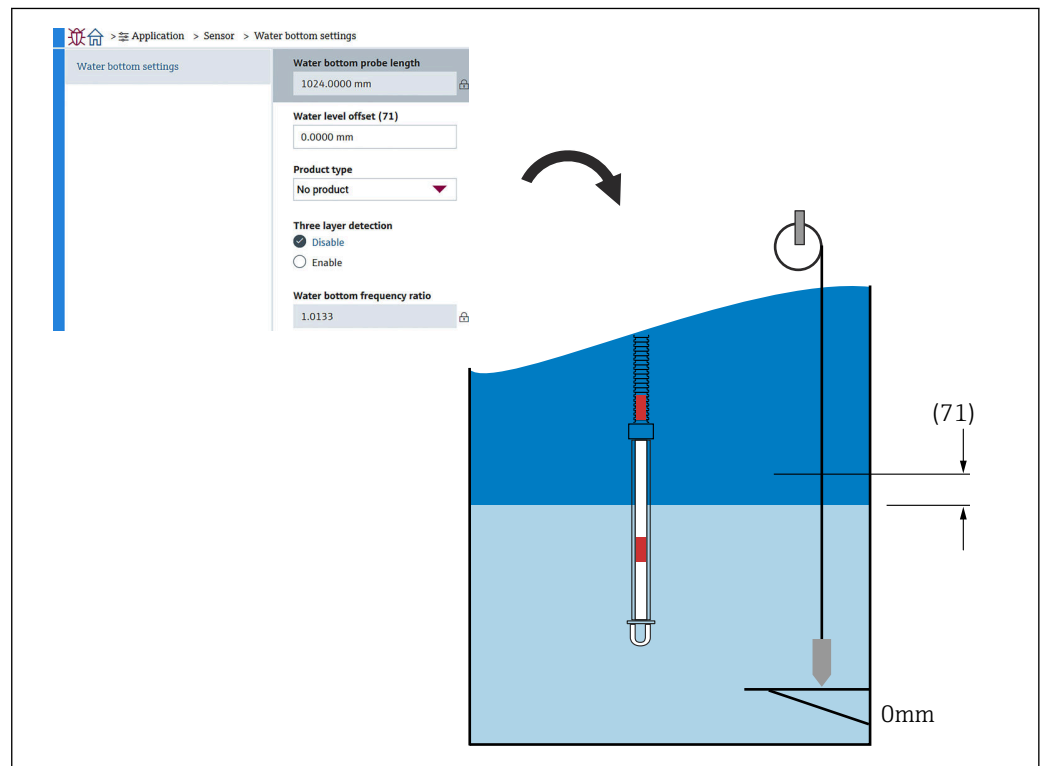 > Application > Sensor > Water bottom settings
Water bottom settings
Water bottom probe length
1024.0000 mm
Water level offset (71)
0.0000 mm
Product type
No product
Three layer detection
Disable
Enable
Water bottom frequency ratio
1.0133
(71)
0mm